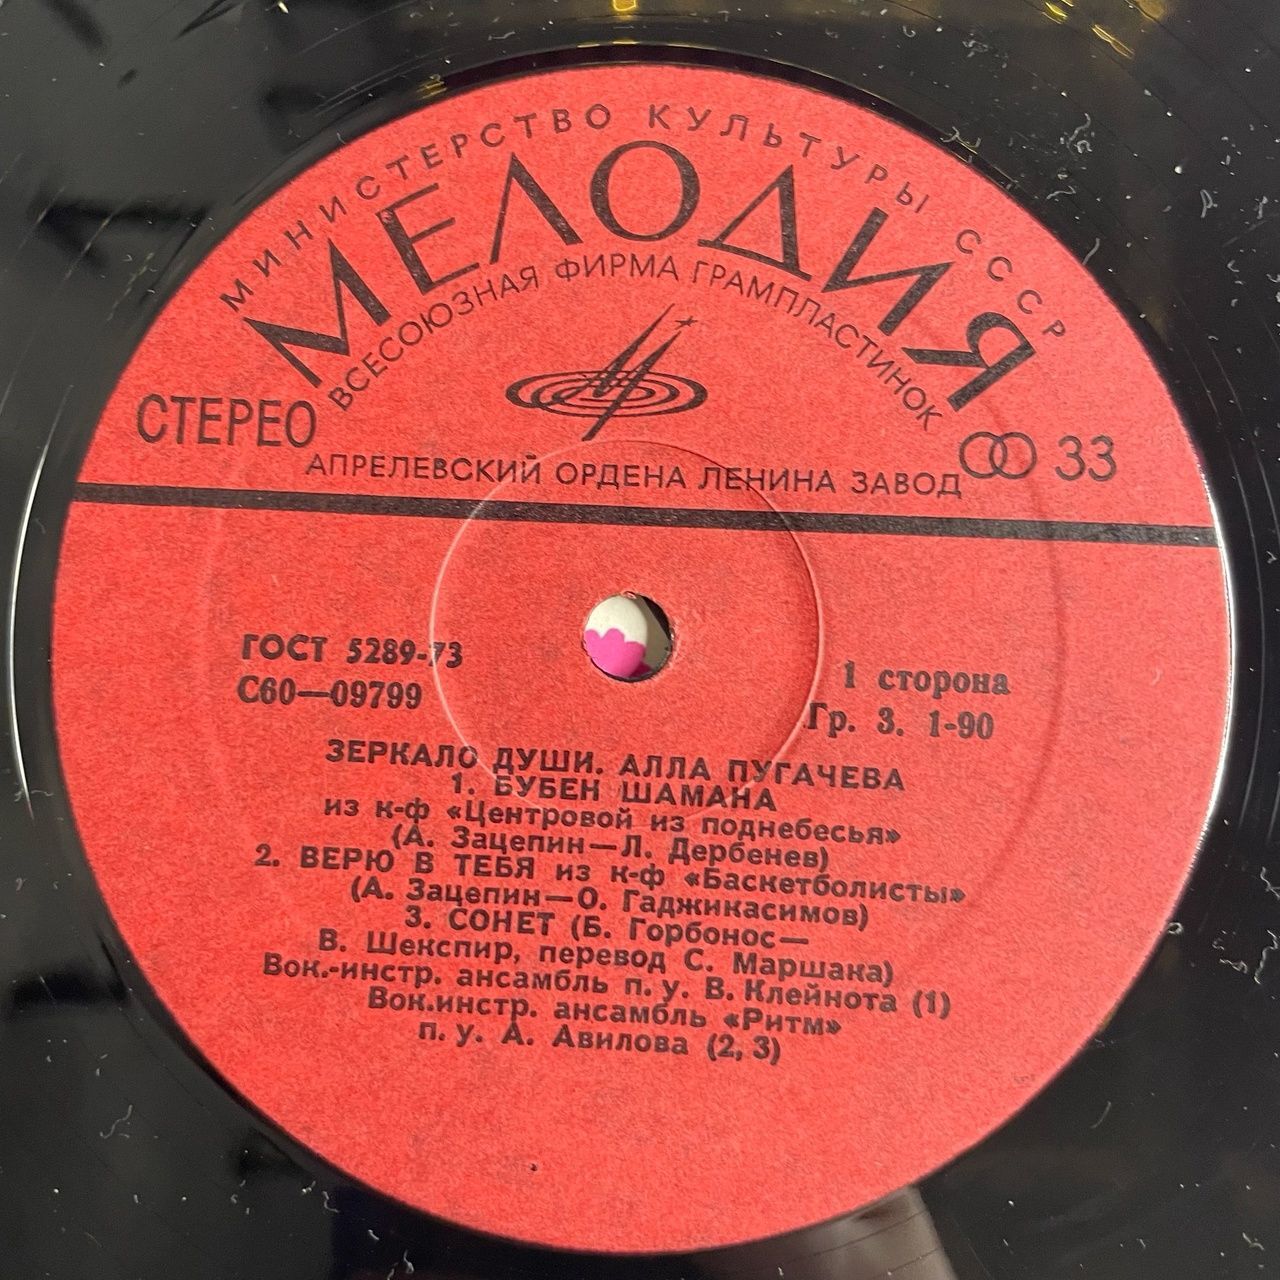 МИНИСТЕРСТВО КУЛЬТУРЫ СССР
МЕЛОДИЯ
ВСЕСОЮЗНАЯ ФИРМА ГРАМПЛАСТИНОК
СТЕРЕО
33
АПРЕЛЕВСКИЙ ОРДЕНА ЛЕНИНА ЗАВОД
ГОСТ 5289-73
С60—09799
1 сторона
Гр. 3. 1-90
ЗЕРКАЛО ДУШИ. АЛЛА ПУГАЧЕВА
1. БУБЕН ШАМАНА
из к-ф «Центровой из поднебесья»
(А. Зацепин—Л. Дербенев)
2. ВЕРЮ В ТЕБЯ из к-ф «Баскетболисты»
(А. Зацепин—О. Гаджикасимов)
3. СОНЕТ (Б. Горбонос—
В. Шекспир, перевод С. Маршака)
Вок.-инстр. ансамбль п. у. В. Клейнота (1)
Вок.инстр. ансамбль «Ритм»
п. у. А. Авилова (2, 3)